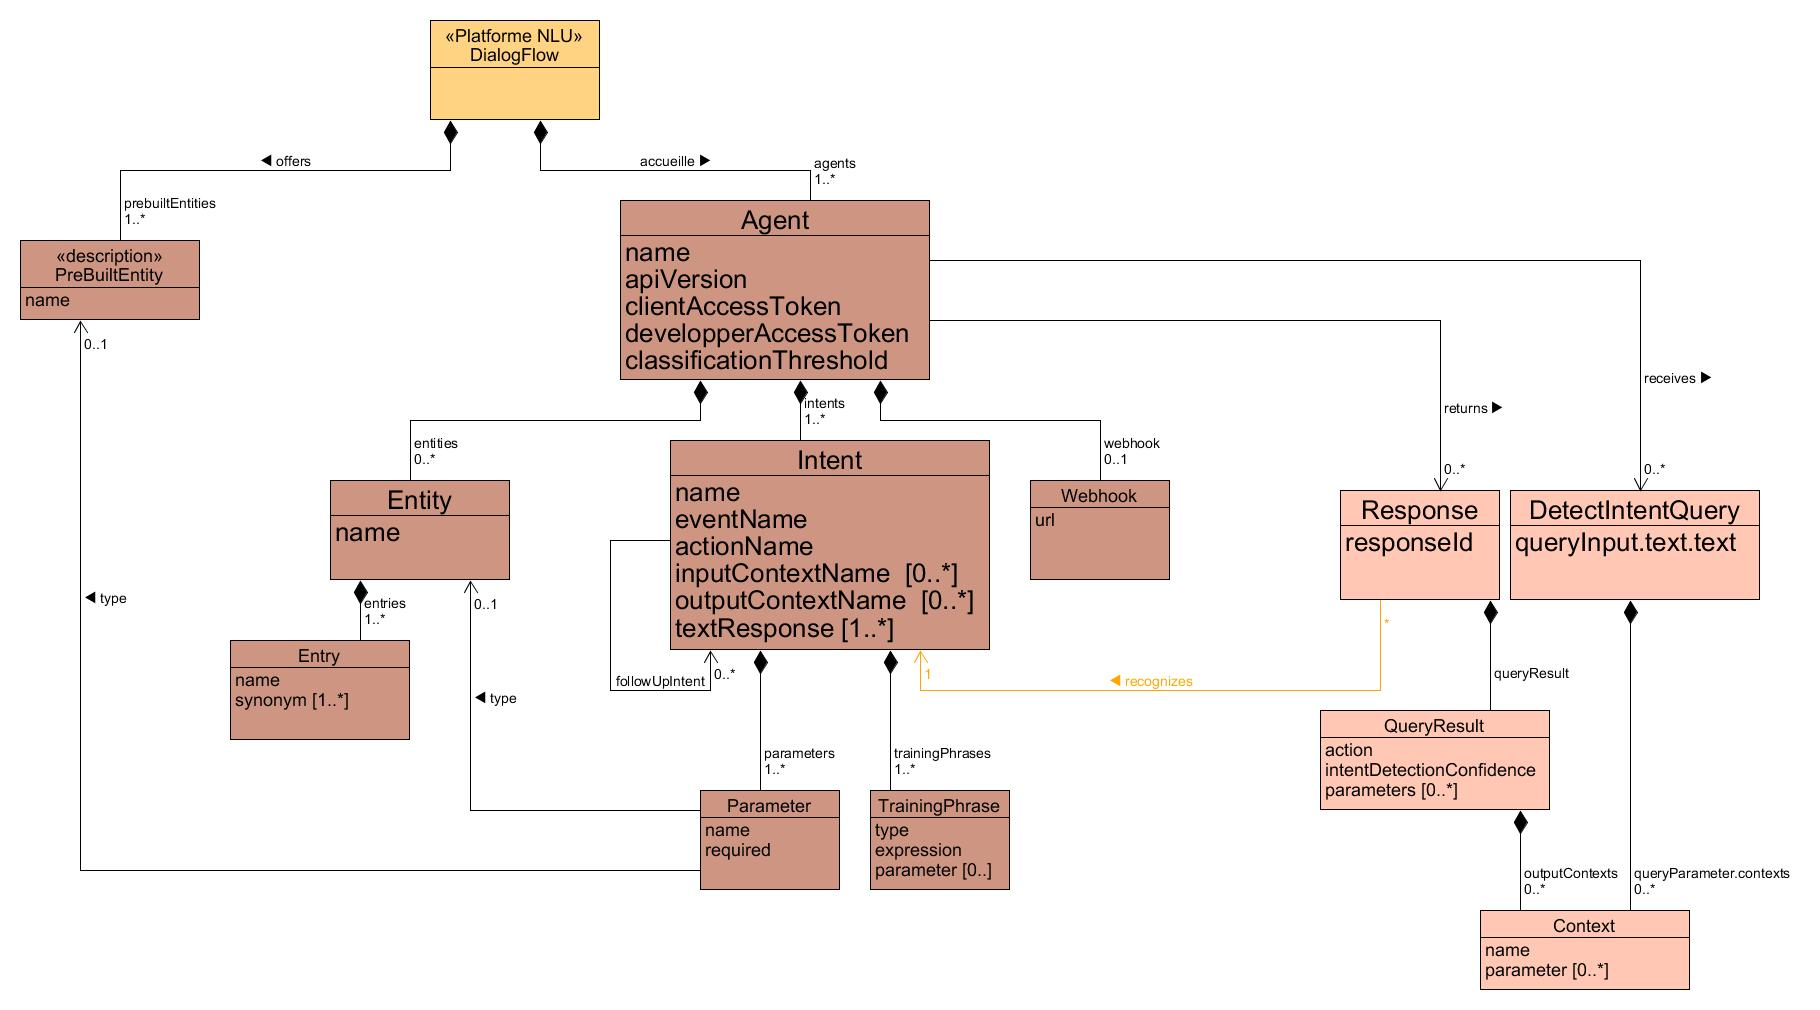 «Platforme NLU»
DialogFlow
◀ offers
accueille ▶
agents
1..*
prebuiltEntities
1..*
«description»
PreBuiltEntity
name
0..1
Agent
name
apiVersion
clientAccessToken
developperAccessToken
classificationThreshold
receives ▶
returns ▶
0..*
0..*
entities
0..*
intents
1..*
webhook
0..1
Entity
name
Intent
name
eventName
actionName
inputContextName [0..*]
outputContextName [0..*]
textResponse [1..*]
Webhook
url
Response
responseId
DetectIntentQuery
queryInput.text.text
◀ type
entries
1..*
0..1
Entry
name
synonym [1..*]
followUpIntent
0..*
◀ type
1
◀ recognizes
*
queryResult
parameters
1..*
trainingPhrases
1..*
QueryResult
action
intentDetectionConfidence
parameters [0..*]
Parameter
name
required
TrainingPhrase
type
expression
parameter [0..]
outputContexts
0..*
queryParameter.contexts
0..*
Context
name
parameter [0..*]